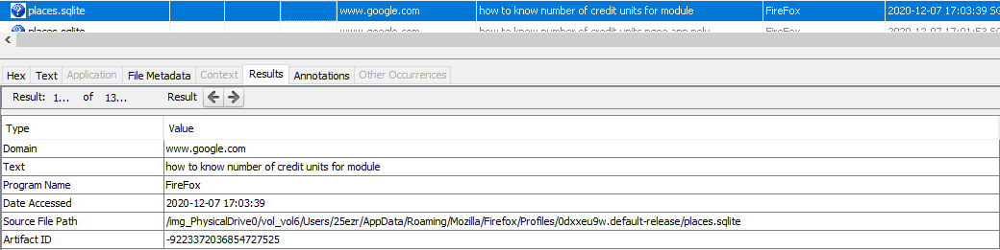 places.sqlite www.google.com how to know number of credit units for module FireFox 2020-12-07 17:03:39 SG
places.sqlite www.google.com how to know number of credit units ngee ann poly FireFox 2020-12-07 17:01:53 SG
Hex Text Application File Metadata Context Results Annotations Other Occurrences
Result: 1... of 13... Result
Type Value
Domain www.google.com
Text how to know number of credit units for module
Program Name FireFox
Date Accessed 2020-12-07 17:03:39
Source File Path /img_PhysicalDrive0/vol_vol6/Users/25ezr/AppData/Roaming/Mozilla/Firefox/Profiles/0dxxeu9w.default-release/places.sqlite
Artifact ID -9223372036854727525